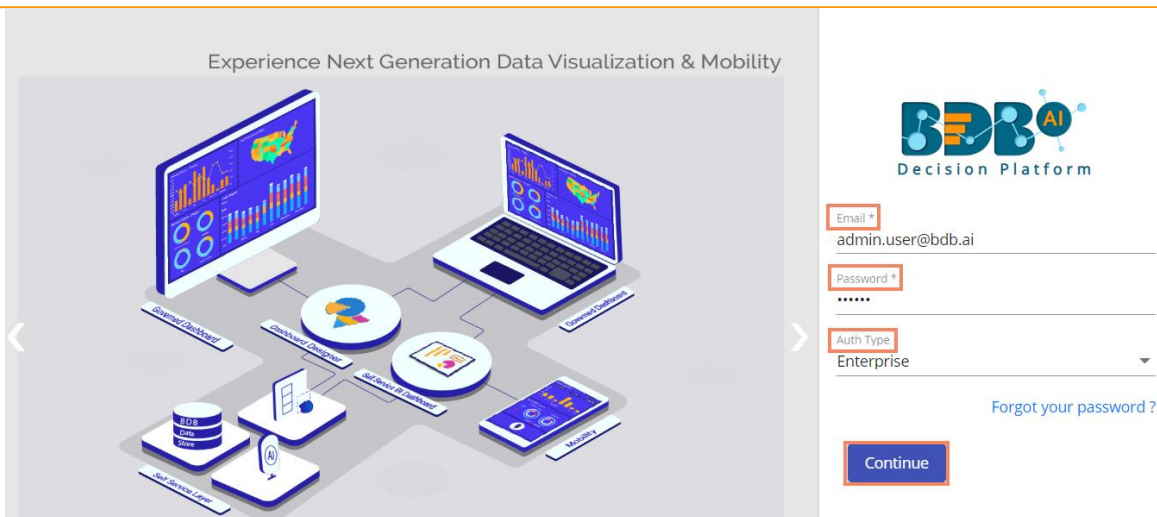 Experience Next Generation Data Visualization & Mobility
Governed Dashboard
Dashboard Designer
Self Service BI Dashboard
Governed Dashboard
Mobility
BDB
Data
Store
AI
Self Service Layer
BDB AI
Decision Platform
Email *
admin.user@bdb.ai
Password *
••••••
Auth Type
Enterprise
Forgot your password ?
Continue